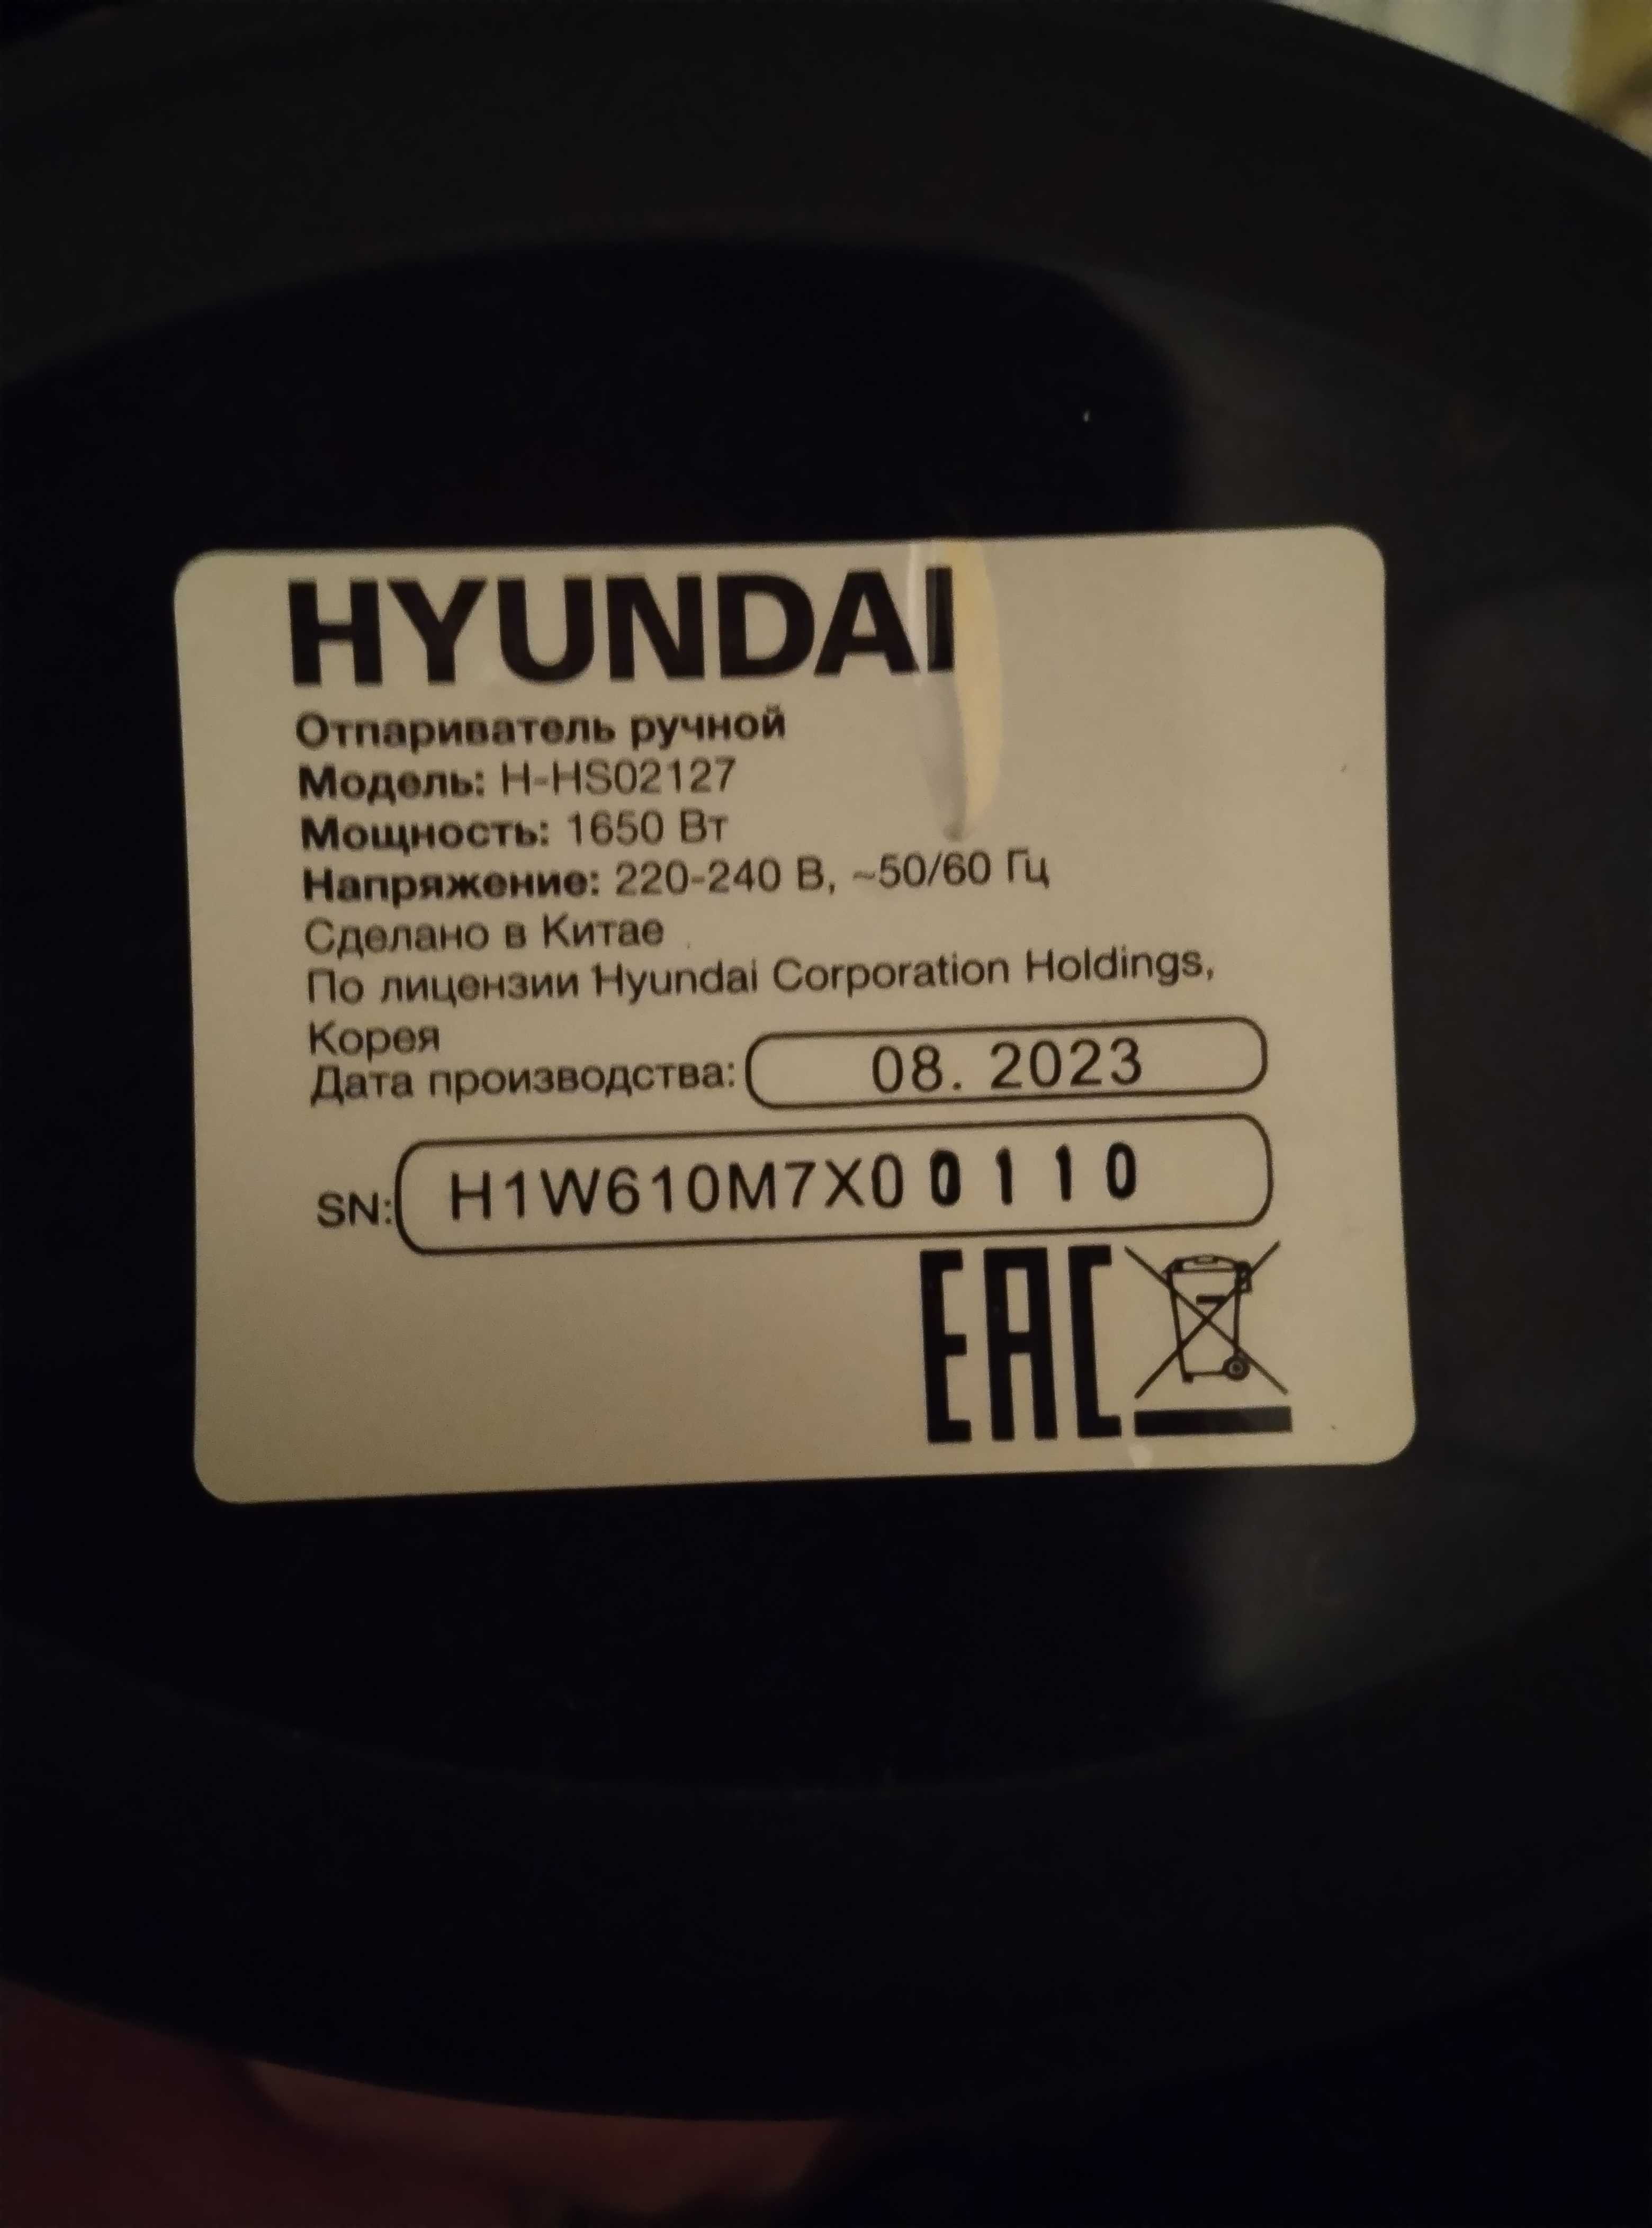 HYUNDAI
Отпариватель ручной
Модель: H-HS02127
Мощность: 1650 Вт
Напряжение: 220-240 В, ~50/60 Гц
Сделано в Китае
По лицензии Hyundai Corporation Holdings,
Корея
Дата производства: 08. 2023
SN: H1W610M7X00110
EAC